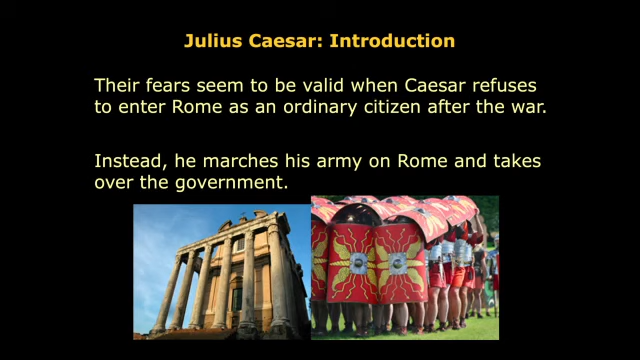 Julius Caesar: Introduction
Their fears seem to be valid when Caesar refuses
to enter Rome as an ordinary citizen after the war.
Instead, he marches his army on Rome and takes
over the government.